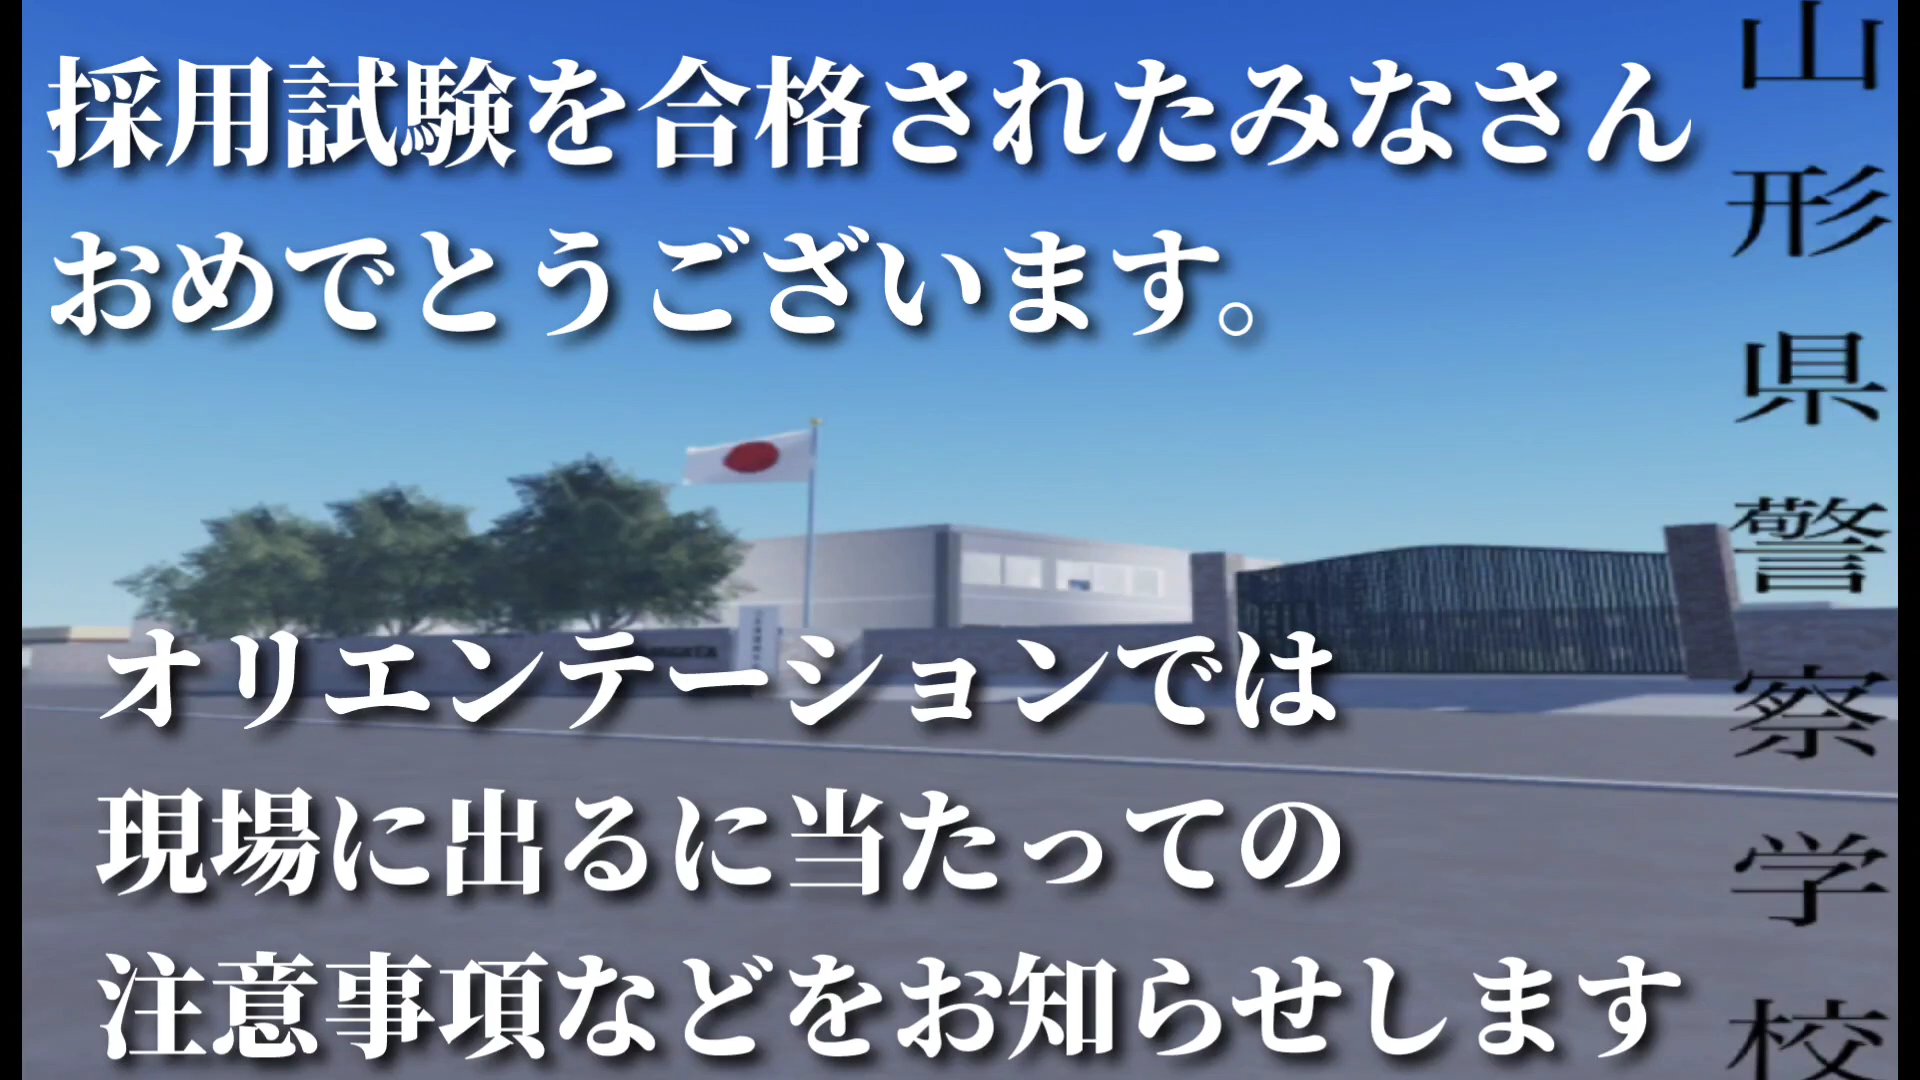 採用試験を合格されたみなさん
おめでとうございます。
オリエンテーションでは
現場に出るに当たっての
注意事項などをお知らせします
山形県警察学校